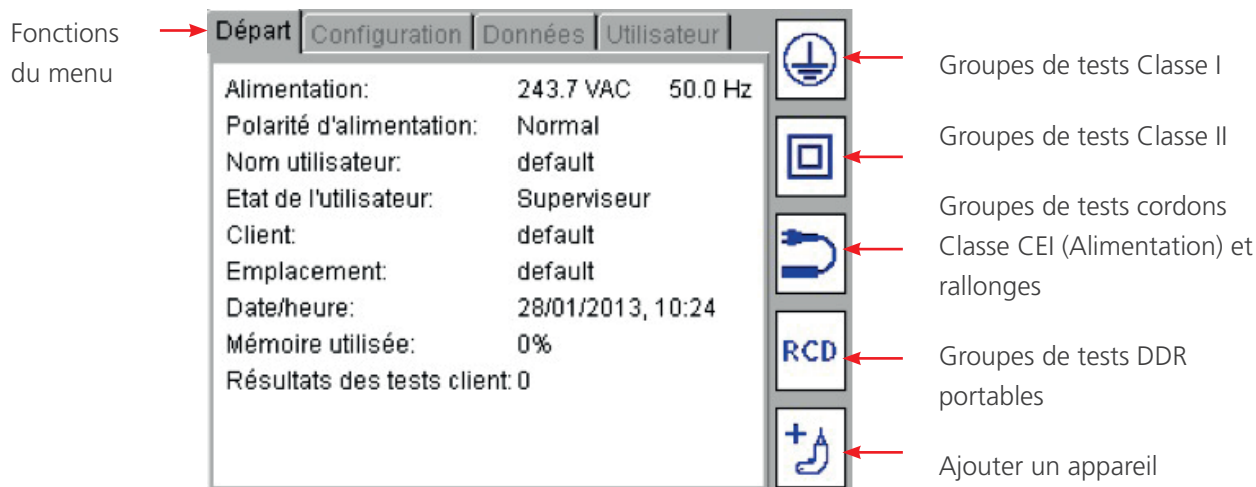 Fonctions
du menu
Départ Configuration Données Utilisateur
Alimentation: 243.7 VAC 50.0 Hz
Polarité d'alimentation: Normal
Nom utilisateur: default
Etat de l'utilisateur: Superviseur
Client: default
Emplacement: default
Date/heure: 28/01/2013, 10:24
Mémoire utilisée: 0%
Résultats des tests client: 0
RCD
Groupes de tests Classe I
Groupes de tests Classe II
Groupes de tests cordons
Classe CEI (Alimentation) et
rallonges
Groupes de tests DDR
portables
Ajouter un appareil